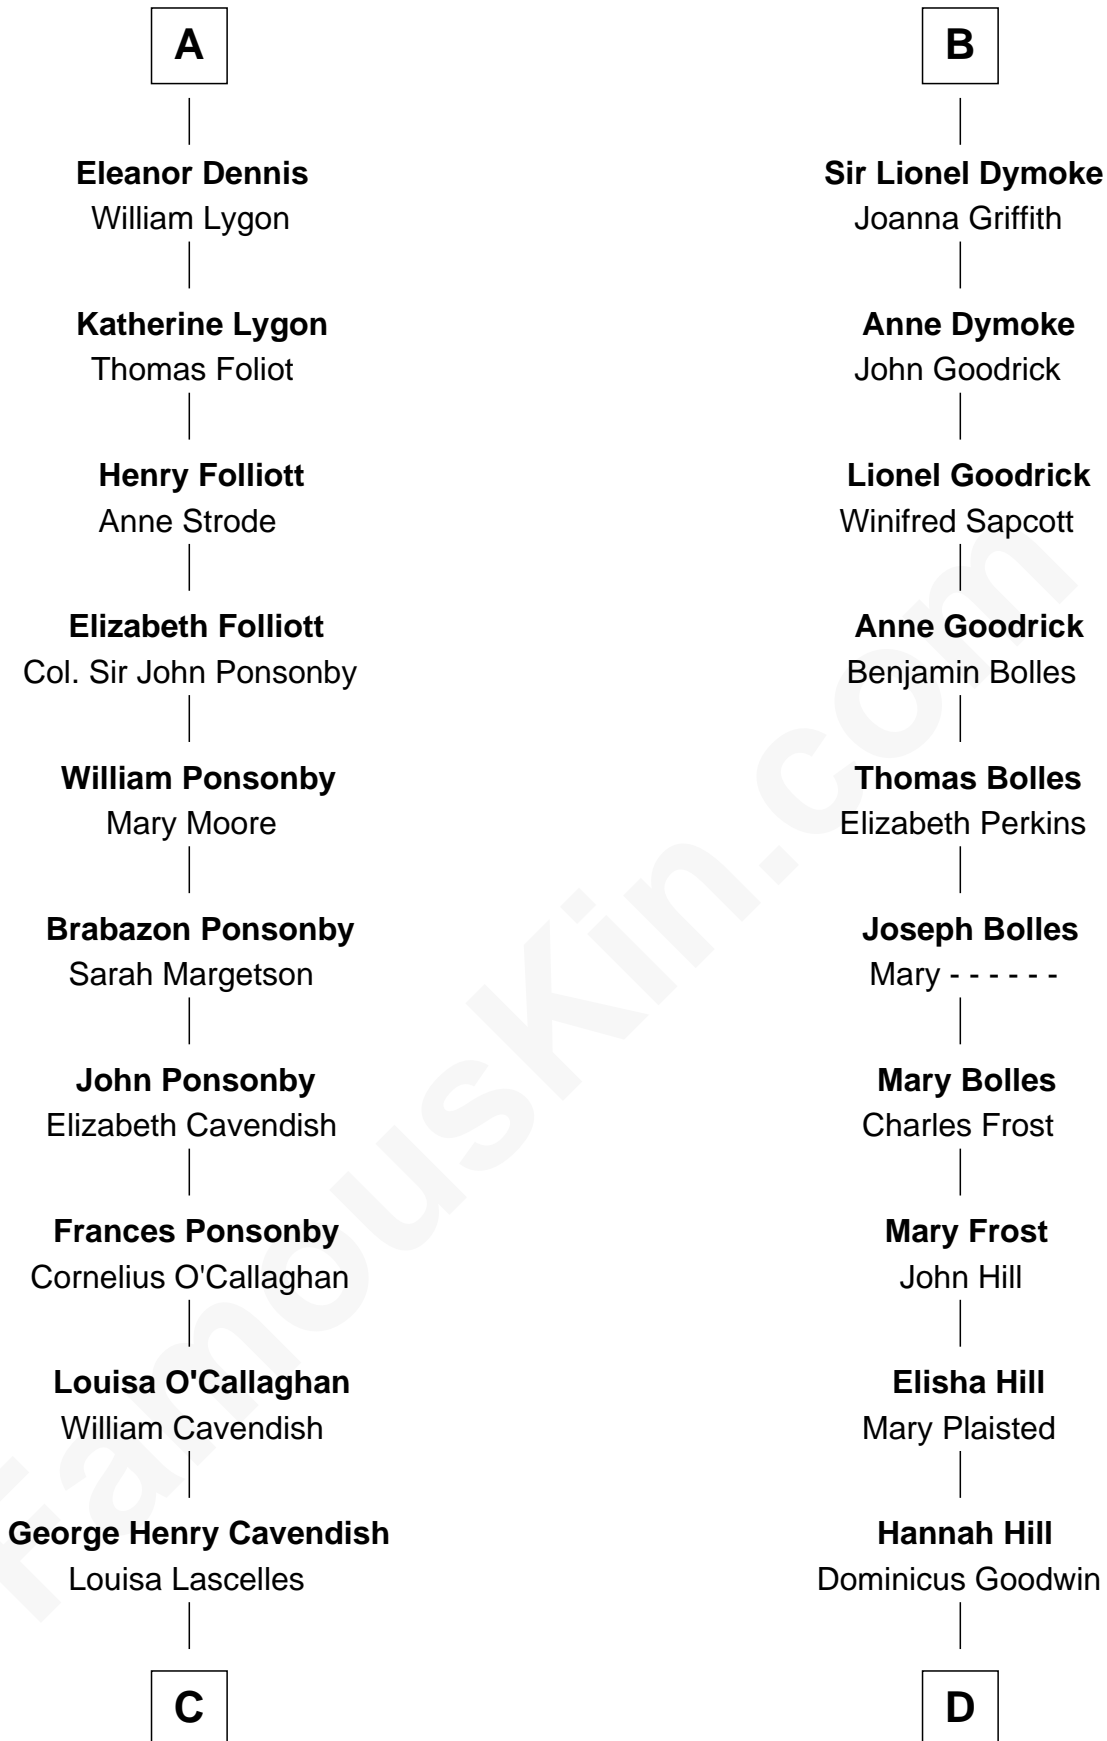 A
Eleanor Dennis
William Lygon
Katherine Lygon
Thomas Foliot
Henry Folliott
Anne Strode
Elizabeth Folliott
Col. Sir John Ponsonby
William Ponsonby
Mary Moore
Brabazon Ponsonby
Sarah Margetson
John Ponsonby
Elizabeth Cavendish
Frances Ponsonby
Cornelius O'Callaghan
Louisa O'Callaghan
William Cavendish
George Henry Cavendish
Louisa Lascelles
C
B
Sir Lionel Dymoke
Joanna Griffith
Anne Dymoke
John Goodrick
Lionel Goodrick
Winifred Sapcott
Anne Goodrick
Benjamin Bolles
Thomas Bolles
Elizabeth Perkins
Joseph Bolles
Mary - - - - - -
Mary Bolles
Charles Frost
Mary Frost
John Hill
Elisha Hill
Mary Plaisted
Hannah Hill
Dominicus Goodwin
D
FamousKin.com